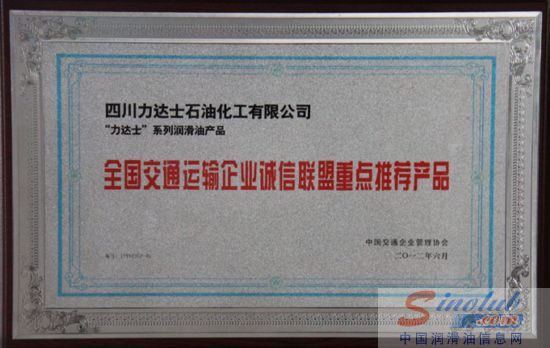 四川力达士石油化工有限公司
“力达士”系列润滑油产品
全国交通运输企业诚信联盟重点推荐产品
中国交通企业管理协会
二〇一二年六月
Sinolub
.com
中国润滑油信息网